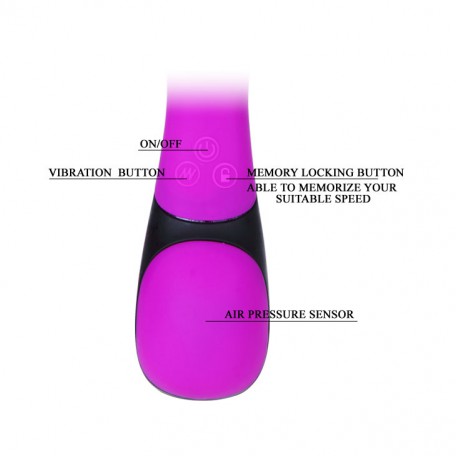 ON/OFF
VIBRATION BUTTON
MEMORY LOCKING BUTTON
ABLE TO MEMORIZE YOUR
SUITABLE SPEED
AIR PRESSURE SENSOR